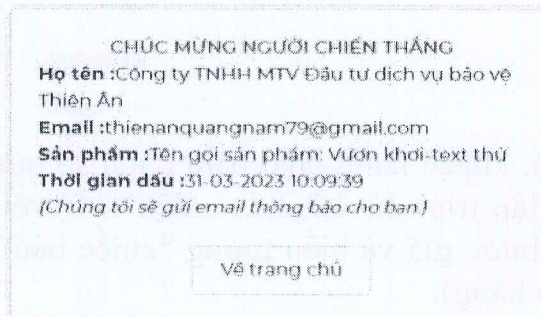 CHÚC MỪNG NGƯỜI CHIẾN THẮNG
Họ tên :Công ty TNHH MTV Đầu tư dịch vụ bảo vệ
Thiên Ân
Email :thienanquangnam79@gmail.com
Sản phẩm :Tên gọi sản phẩm: Vươn khơi-text thử
Thời gian đấu :31-03-2023 10:09:39
(Chúng tôi sẽ gửi email thông báo cho bạn )
Về trang chủ